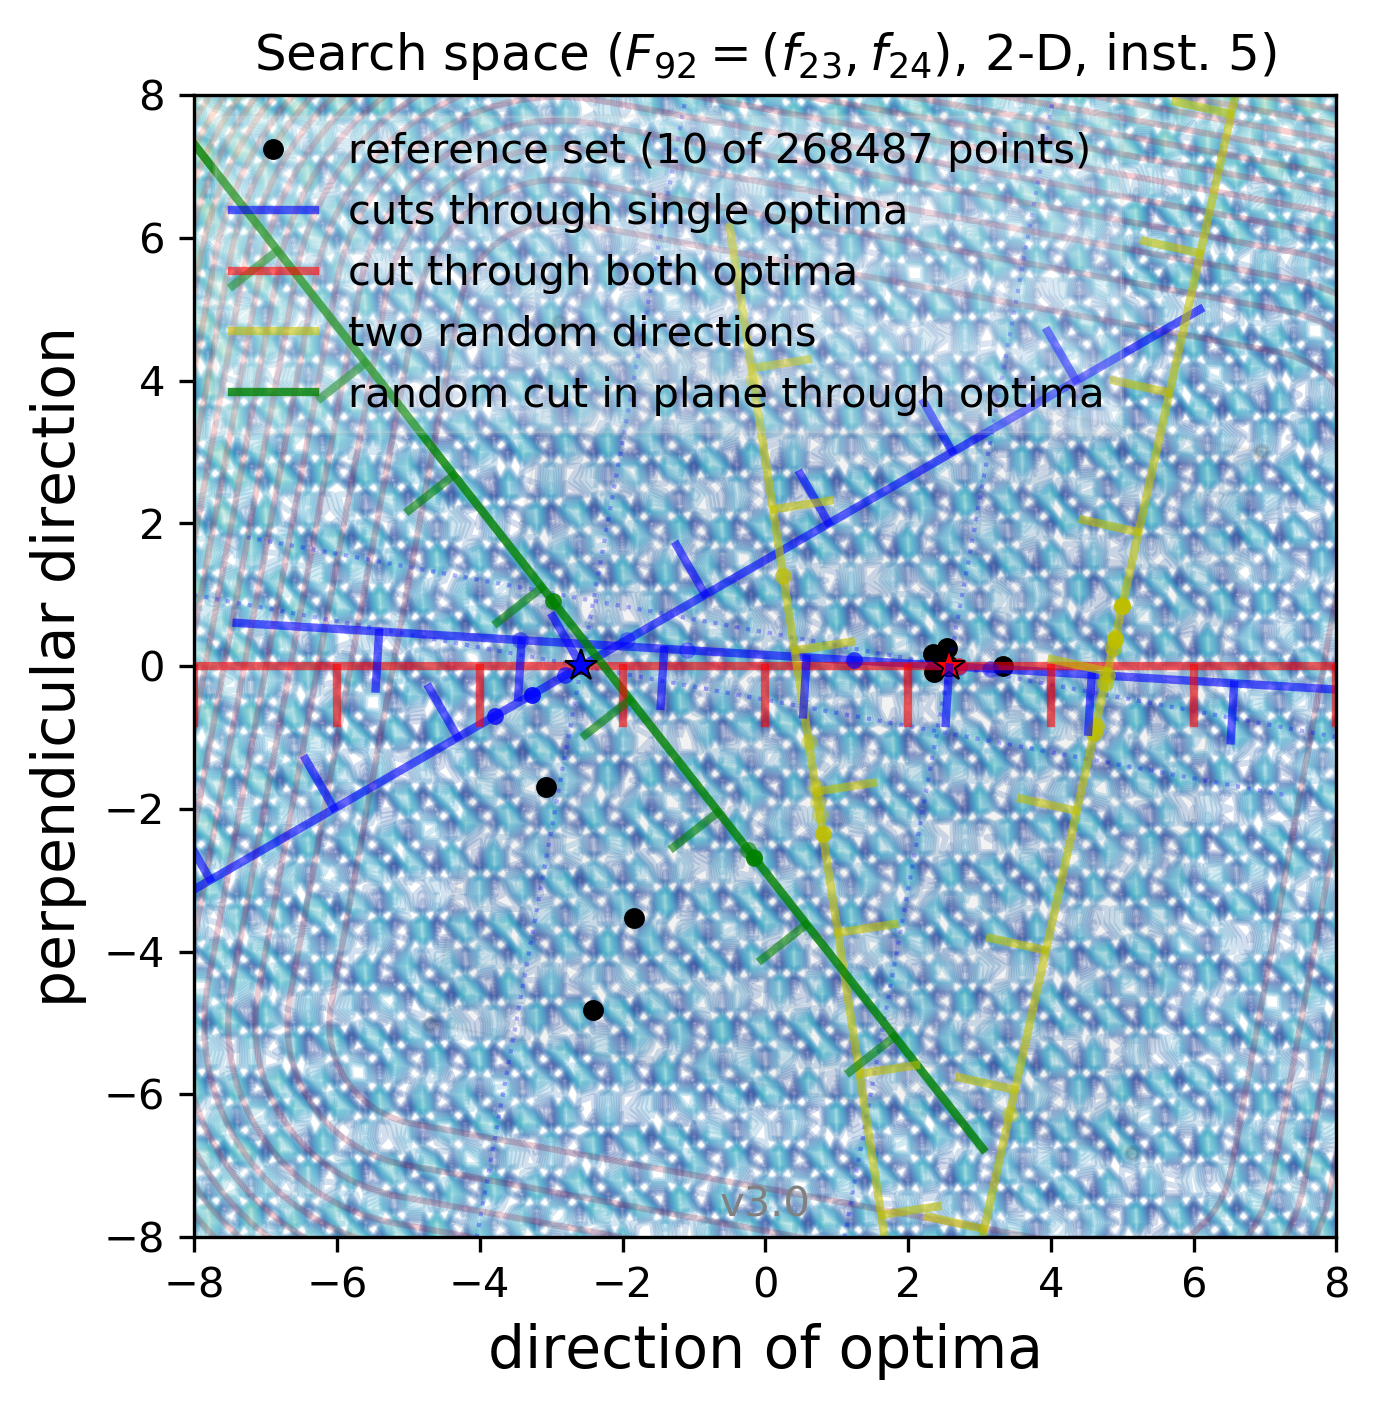 Search space (F92 = (f23, f24), 2-D, inst. 5)
reference set (10 of 268487 points)
cuts through single optima
cut through both optima
two random directions
random cut in plane through optima
8
6
4
2
0
−2
−4
−6
−8
perpendicular direction
v3.0
−8 −6 −4 −2 0 2 4 6 8
direction of optima